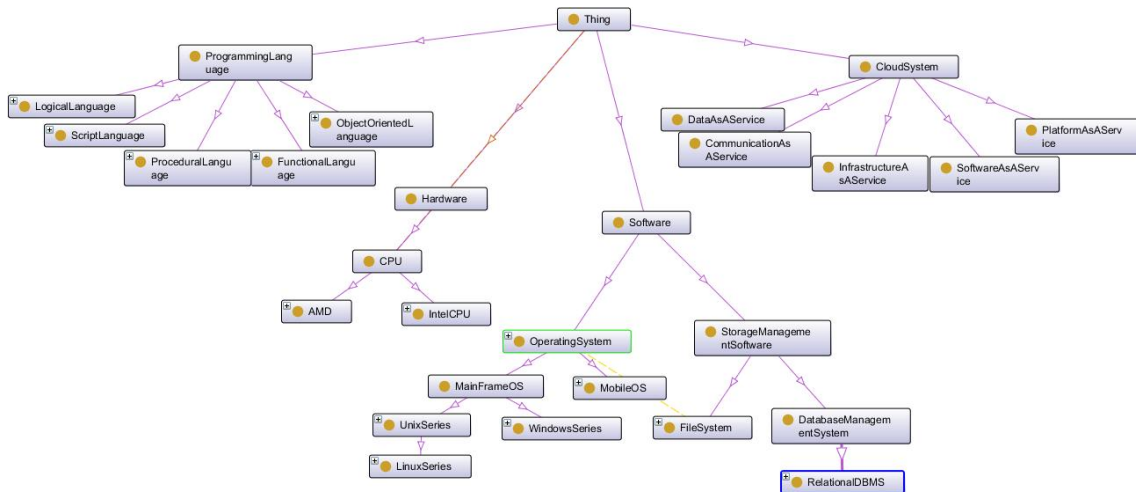 Thing
ProgrammingLang
uage
CloudSystem
LogicalLanguage
ScriptLanguage
ProceduralLangu
age
FunctionalLangu
age
ObjectOrientedL
anguage
DataAsAService
CommunicationAs
AService
InfrastructureA
sAService
SoftwareAsAServ
ice
PlatformAsAServ
ice
Hardware
Software
CPU
AMD
IntelCPU
OperatingSystem
StorageManageme
ntSoftware
MainFrameOS
MobileOS
UnixSeries
WindowsSeries
FileSystem
DatabaseManagem
entSystem
LinuxSeries
RelationalDBMS